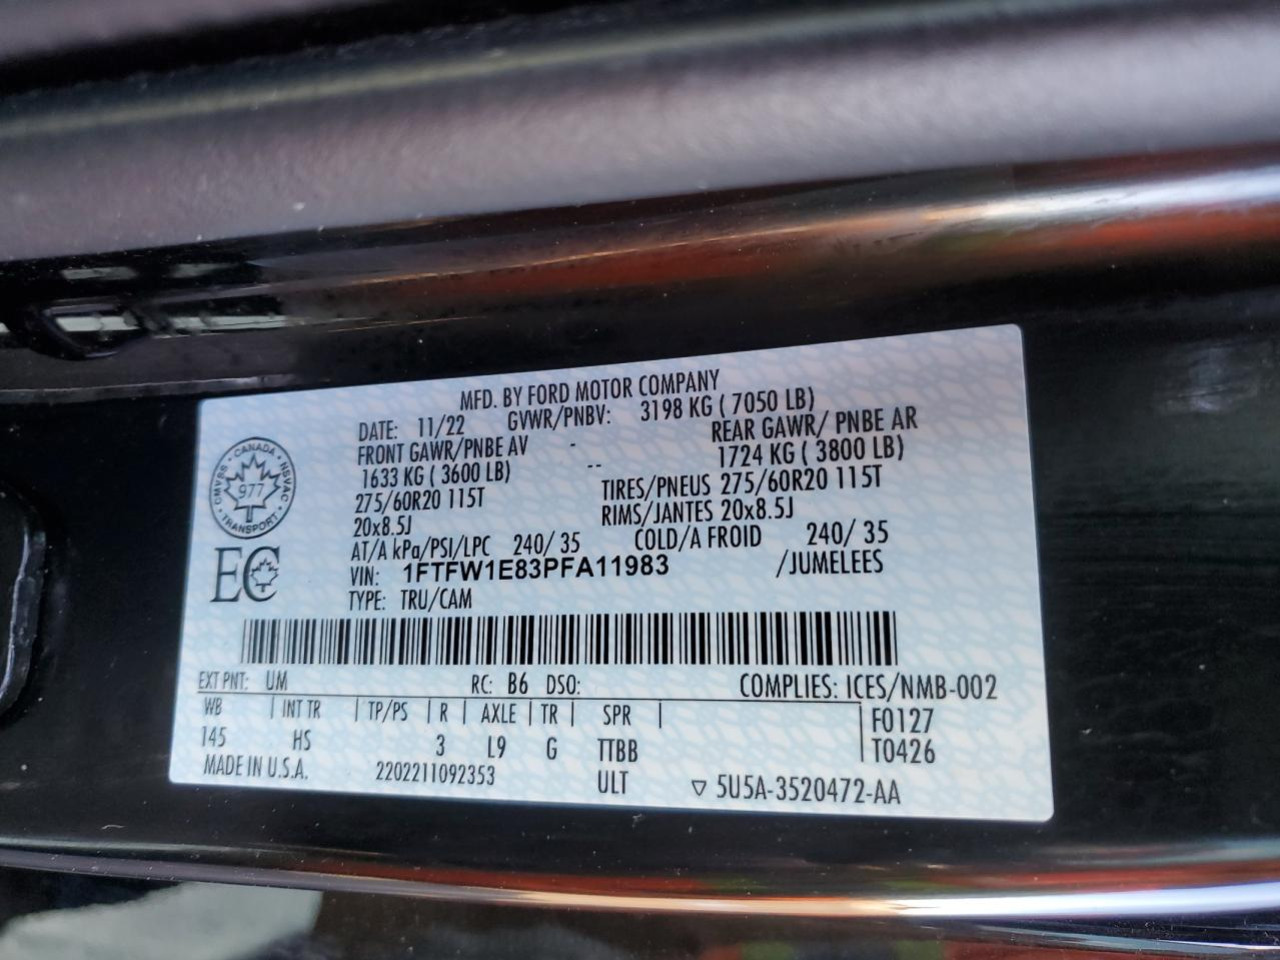 MFD. BY FORD MOTOR COMPANY
DATE: 11/22 GVWR/PNBV: 3198 KG ( 7050 LB)
FRONT GAWR/PNBE AV - REAR GAWR/ PNBE AR
1633 KG ( 3600 LB) -- 1724 KG ( 3800 LB)
275/60R20 115T TIRES/PNEUS 275/60R20 115T
20x8.5J RIMS/JANTES 20x8.5J
AT/A kPa/PSI/LPC 240/ 35 COLD/A FROID 240/ 35
VIN: 1FTFW1E83PFA11983 /JUMELEES
TYPE: TRU/CAM
CANADA
CMVSS NSVAC
977
TRANSPORT
EC
EXT PNT: UM RC: B6 DSO: COMPLIES: ICES/NMB-002
WB | INT TR | TP/PS | R | AXLE | TR | SPR | F0127
145 HS 3 L9 G TTBB T0426
MADE IN U.S.A. 2202211092353 ULT ▽ 5U5A-3520472-AA